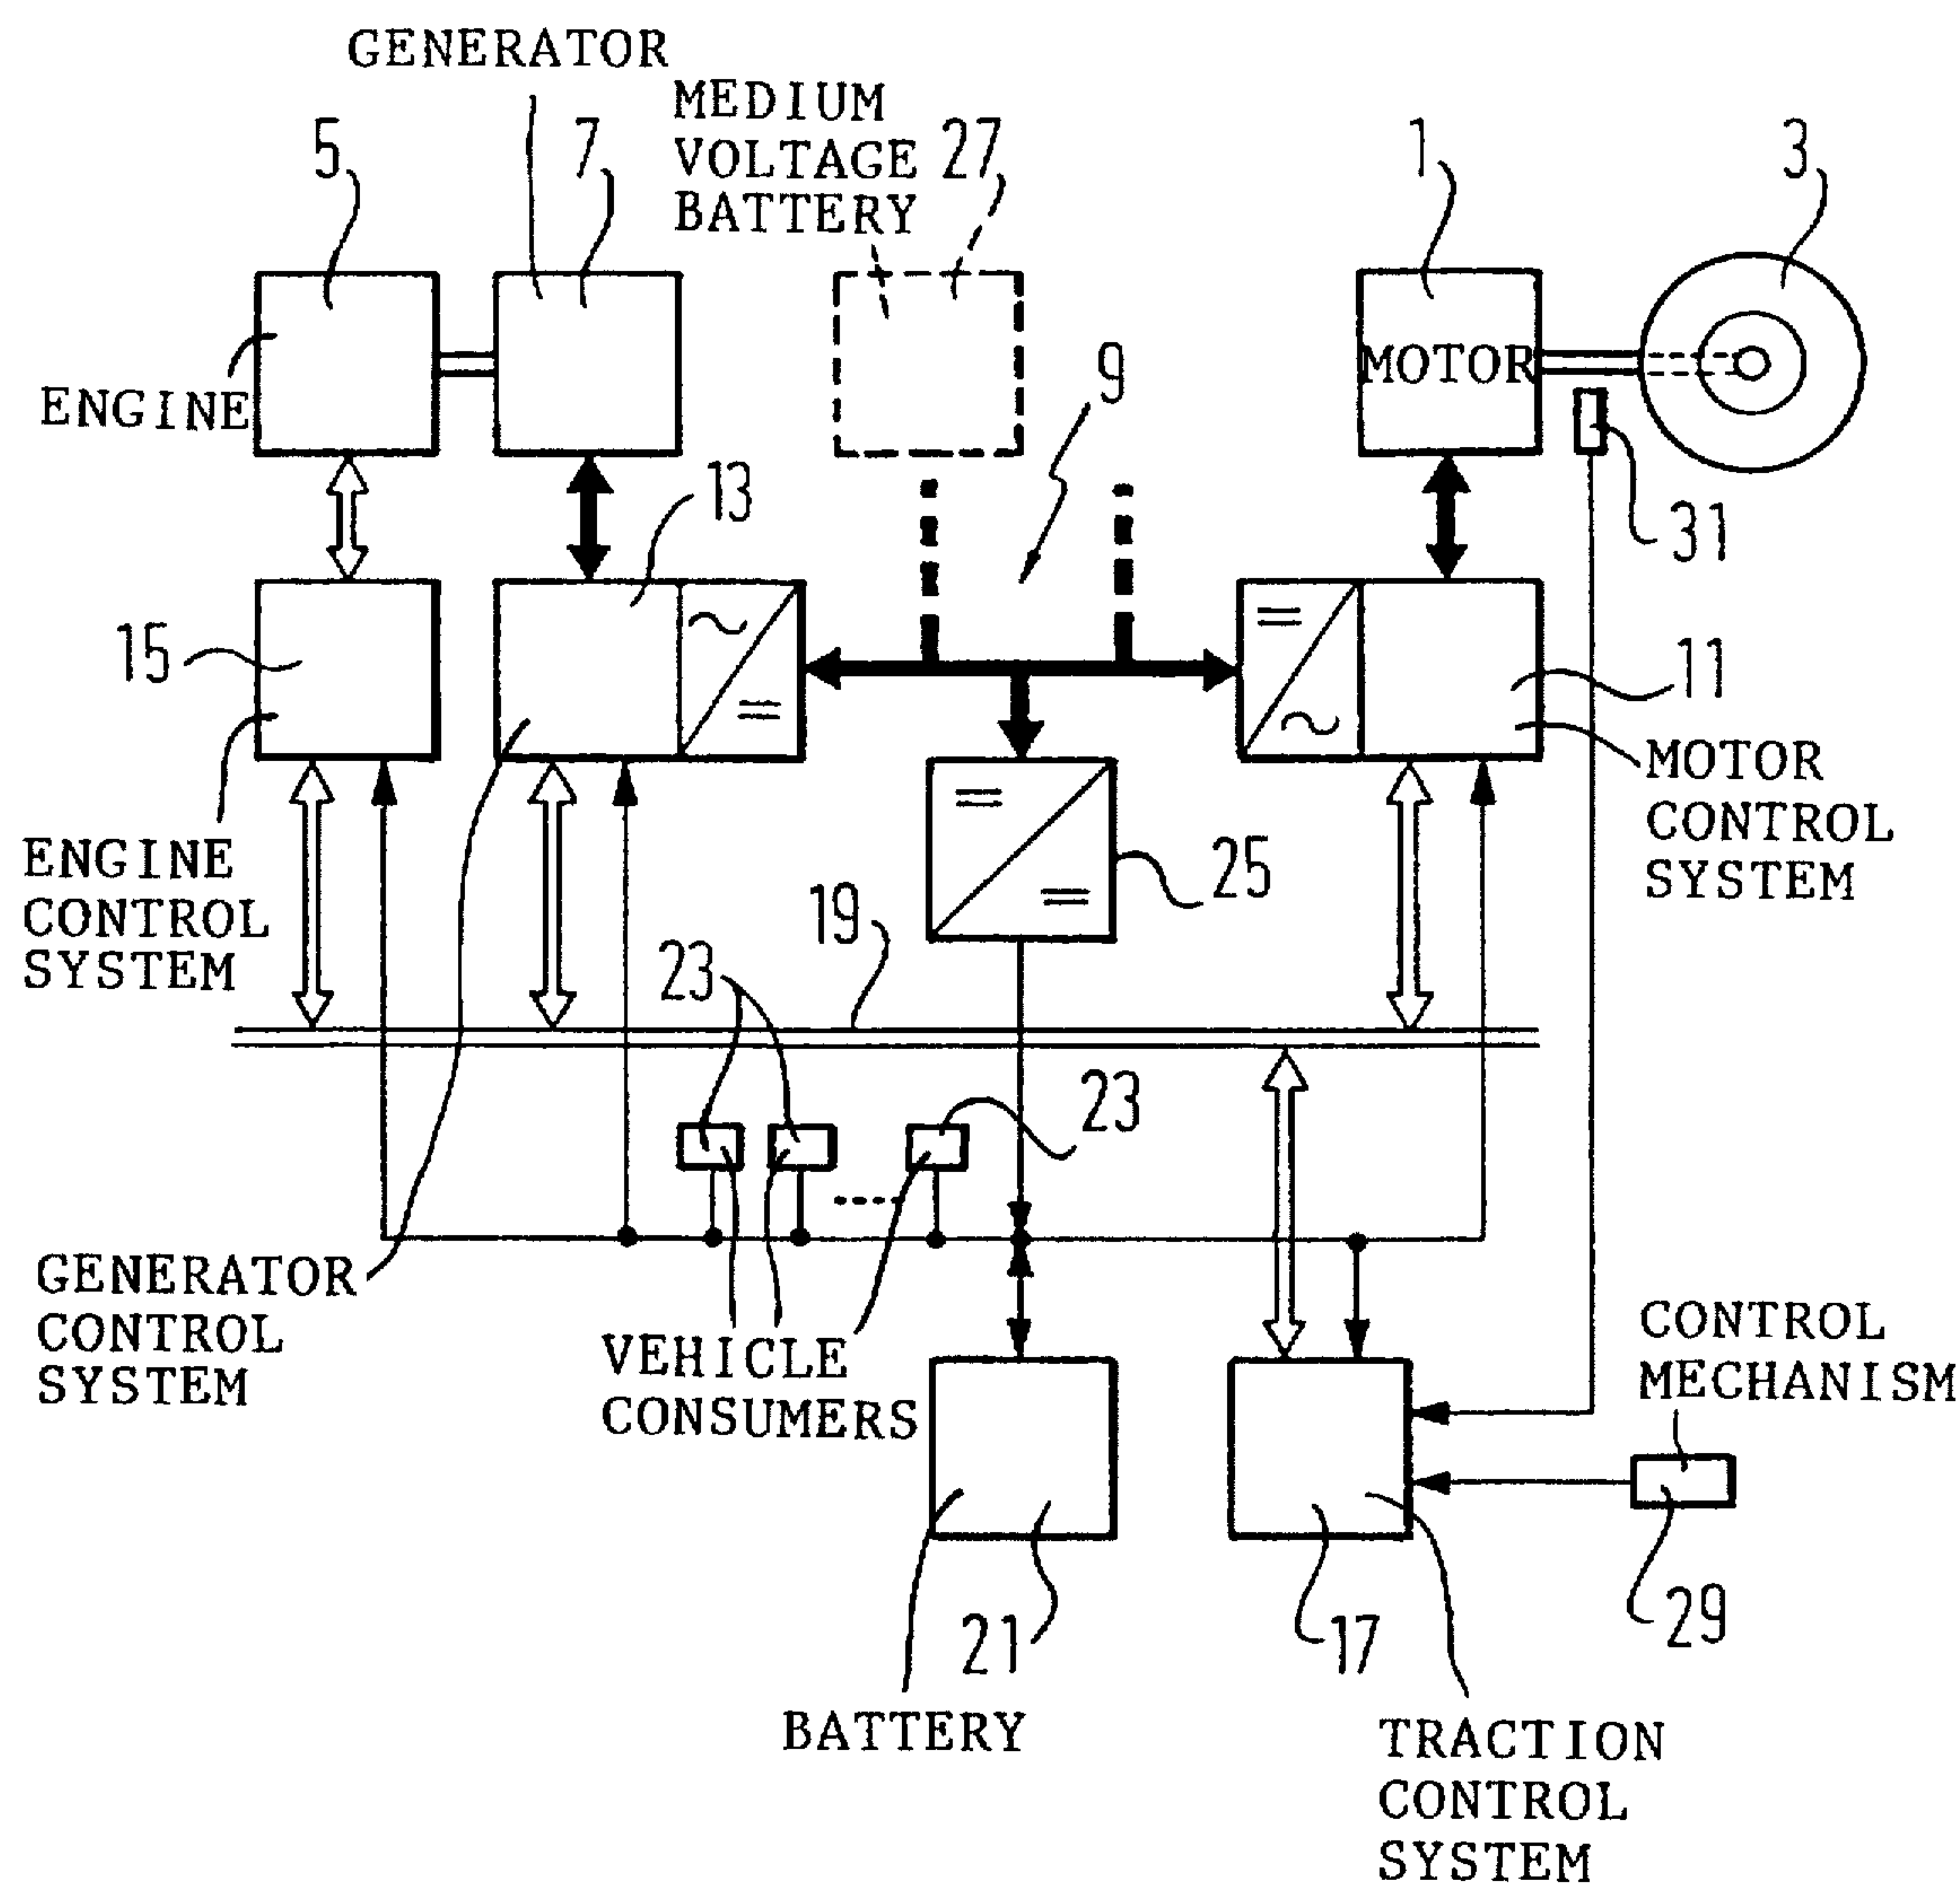 GENERATOR
MEDIUM
VOLTAGE
BATTERY
5
7
27
1
3
ENGINE
MOTOR
9
13
31
15
11
MOTOR
CONTROL
SYSTEM
ENGINE
CONTROL
SYSTEM
25
19
23
23
GENERATOR
CONTROL
SYSTEM
VEHICLE
CONSUMERS
CONTROL
MECHANISM
21
17
29
BATTERY
TRACTION
CONTROL
SYSTEM